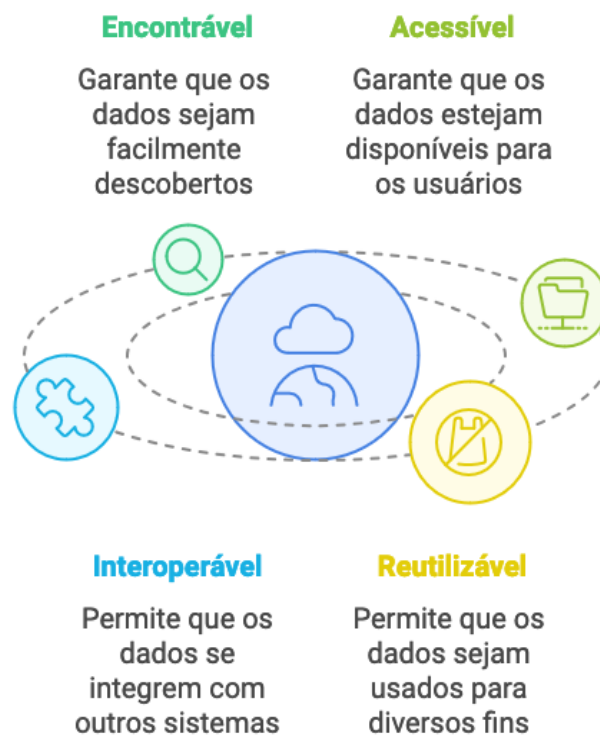 Encontrável
Garante que os
dados sejam
facilmente
descobertos
Acessível
Garante que os
dados estejam
disponíveis para
os usuários
Interoperável
Permite que os
dados se
integrem com
outros sistemas
Reutilizável
Permite que os
dados sejam
usados para
diversos fins